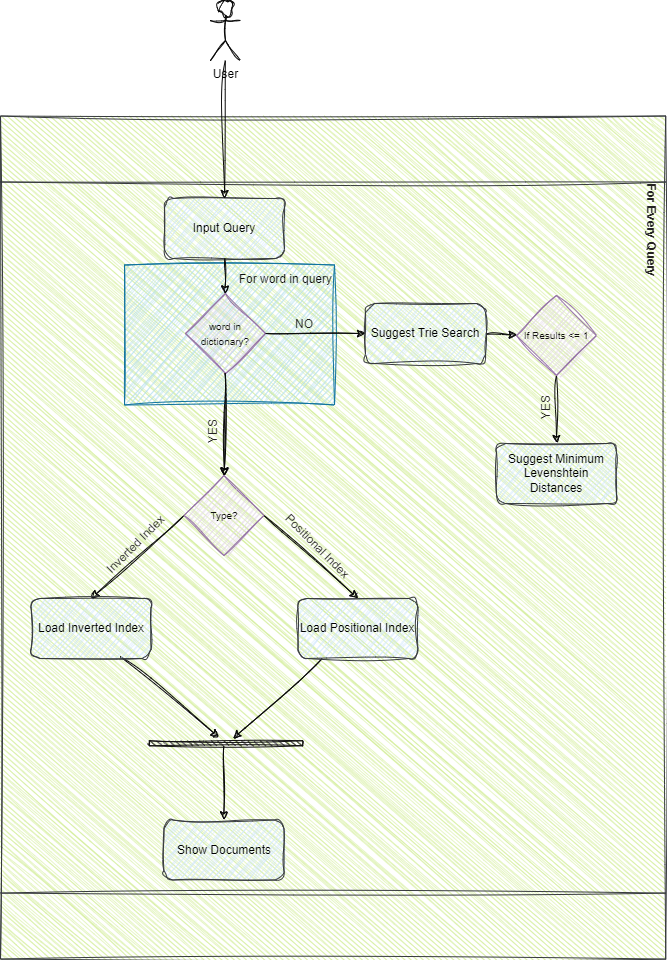 User
For Every Query
Input Query
For word in query
word in
dictionary?
NO
Suggest Trie Search
If Results <= 1
YES
YES
Suggest Minimum
Levenshtein
Distances
Type?
Inverted Index
Positional Index
Load Inverted Index
Load Positional Index
Show Documents